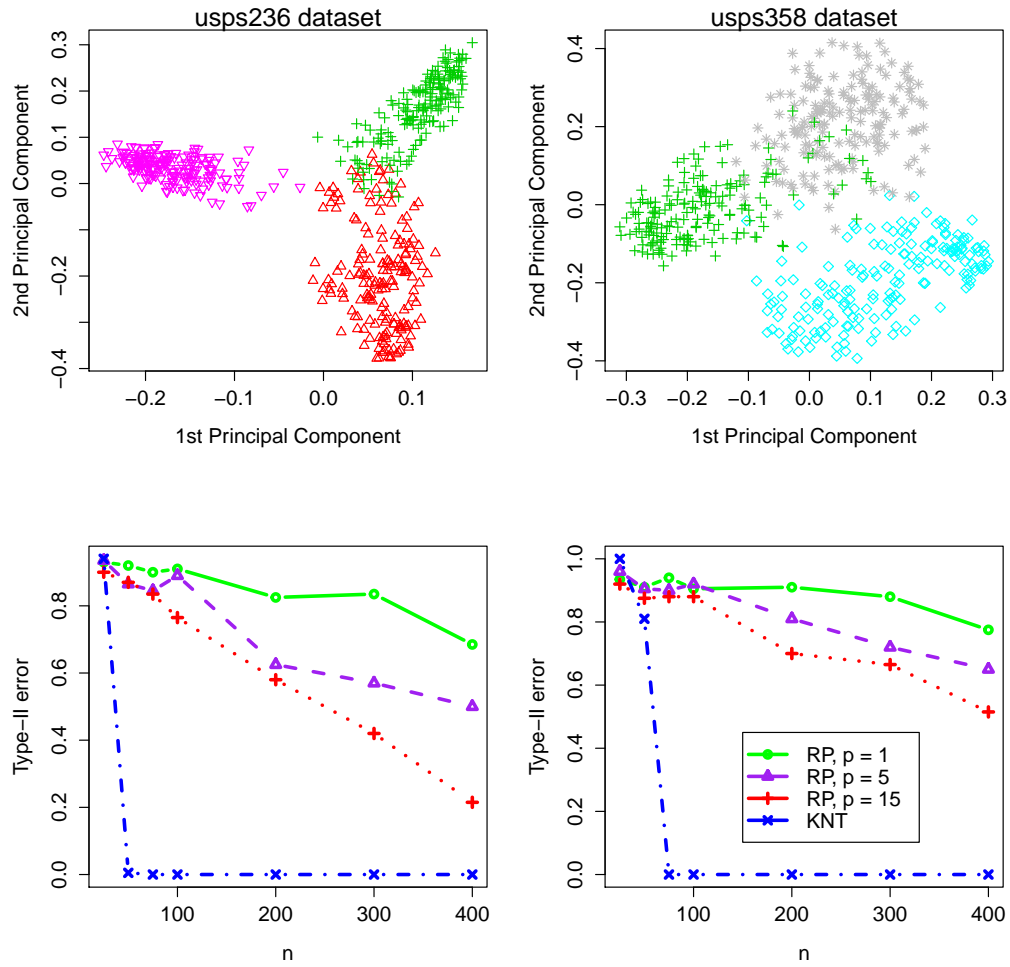 usps236 dataset
2nd Principal Component
0.3
0.2
0.1
0.0
−0.2
−0.4
−0.2
−0.1
0.0
0.1
1st Principal Component
usps358 dataset
2nd Principal Component
0.4
0.2
0.0
−0.2
−0.4
−0.3
−0.2
−0.1
0.0
0.1
0.2
0.3
1st Principal Component
Type−II error
0.8
0.6
0.4
0.2
0.0
100
200
300
400
n
Type−II error
1.0
0.8
0.6
0.4
0.2
0.0
RP, p = 1
RP, p = 5
RP, p = 15
KNT
100
200
300
400
n